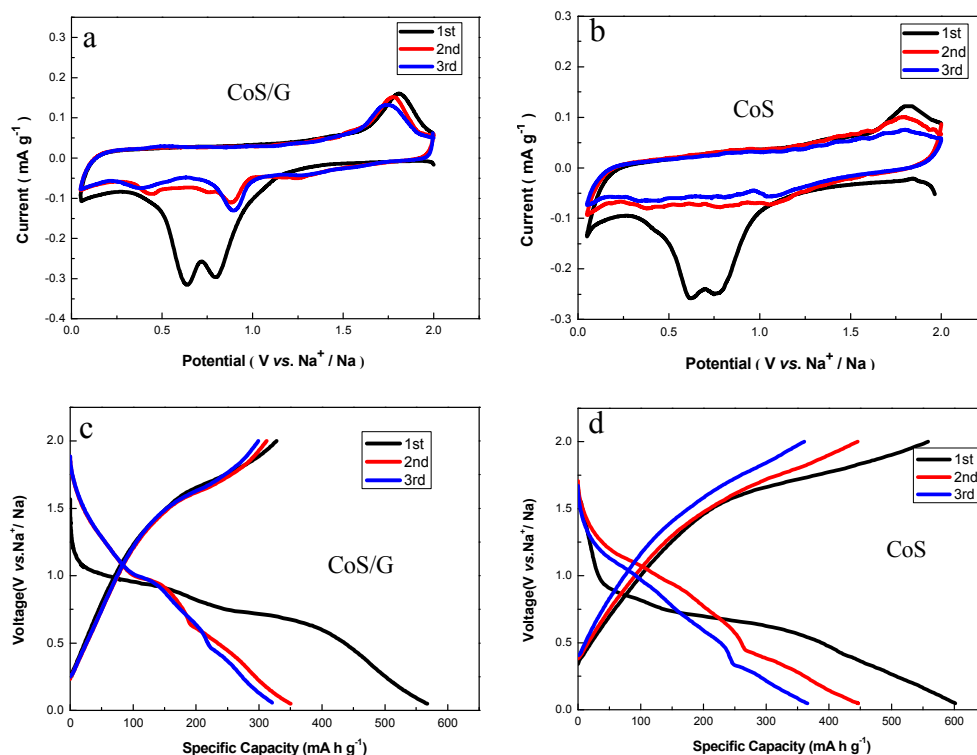 a
CoS/G
1st
2nd
3rd
0.3
0.2
0.1
0.0
-0.1
-0.2
-0.3
-0.4
0.0
0.5
1.0
1.5
2.0
Current ( mA g⁻¹ )
Potential ( V vs. Na⁺ / Na )
b
CoS
1st
2nd
3rd
0.3
0.2
0.1
0.0
-0.1
-0.2
-0.3
0.0
0.5
1.0
1.5
2.0
Current ( mA g⁻¹ )
Potential ( V vs. Na⁺ / Na )
c
CoS/G
1st
2nd
3rd
2.0
1.5
1.0
0.5
0.0
0
100
200
300
400
500
600
Voltage(V vs.Na⁺/ Na)
Specific Capacity (mA h g⁻¹)
d
CoS
1st
2nd
3rd
2.0
1.5
1.0
0.5
0.0
0
100
200
300
400
500
600
Voltage(V vs.Na⁺/ Na)
Specific Capacity (mA h g⁻¹)